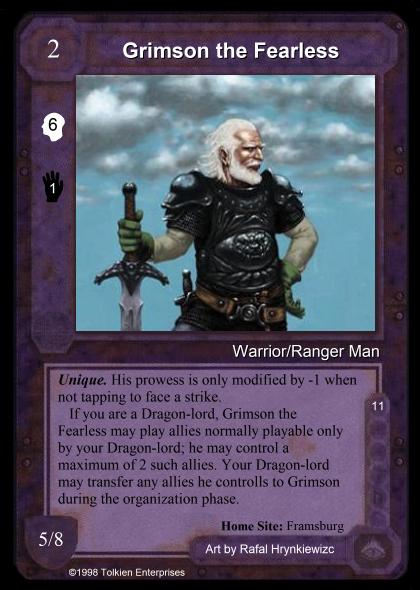 2
Grimson the Fearless
6
1
Warrior/Ranger Man
Unique. His prowess is only modified by -1 when
not tapping to face a strike.
If you are a Dragon-lord, Grimson the
Fearless may play allies normally playable only
by your Dragon-lord; he may control a
maximum of 2 such allies. Your Dragon-lord
may transfer any allies he controlls to Grimson
during the organization phase.
11
Home Site: Framsburg
5/8
Art by Rafal Hrynkiewizc
©1998 Tolkien Enterprises